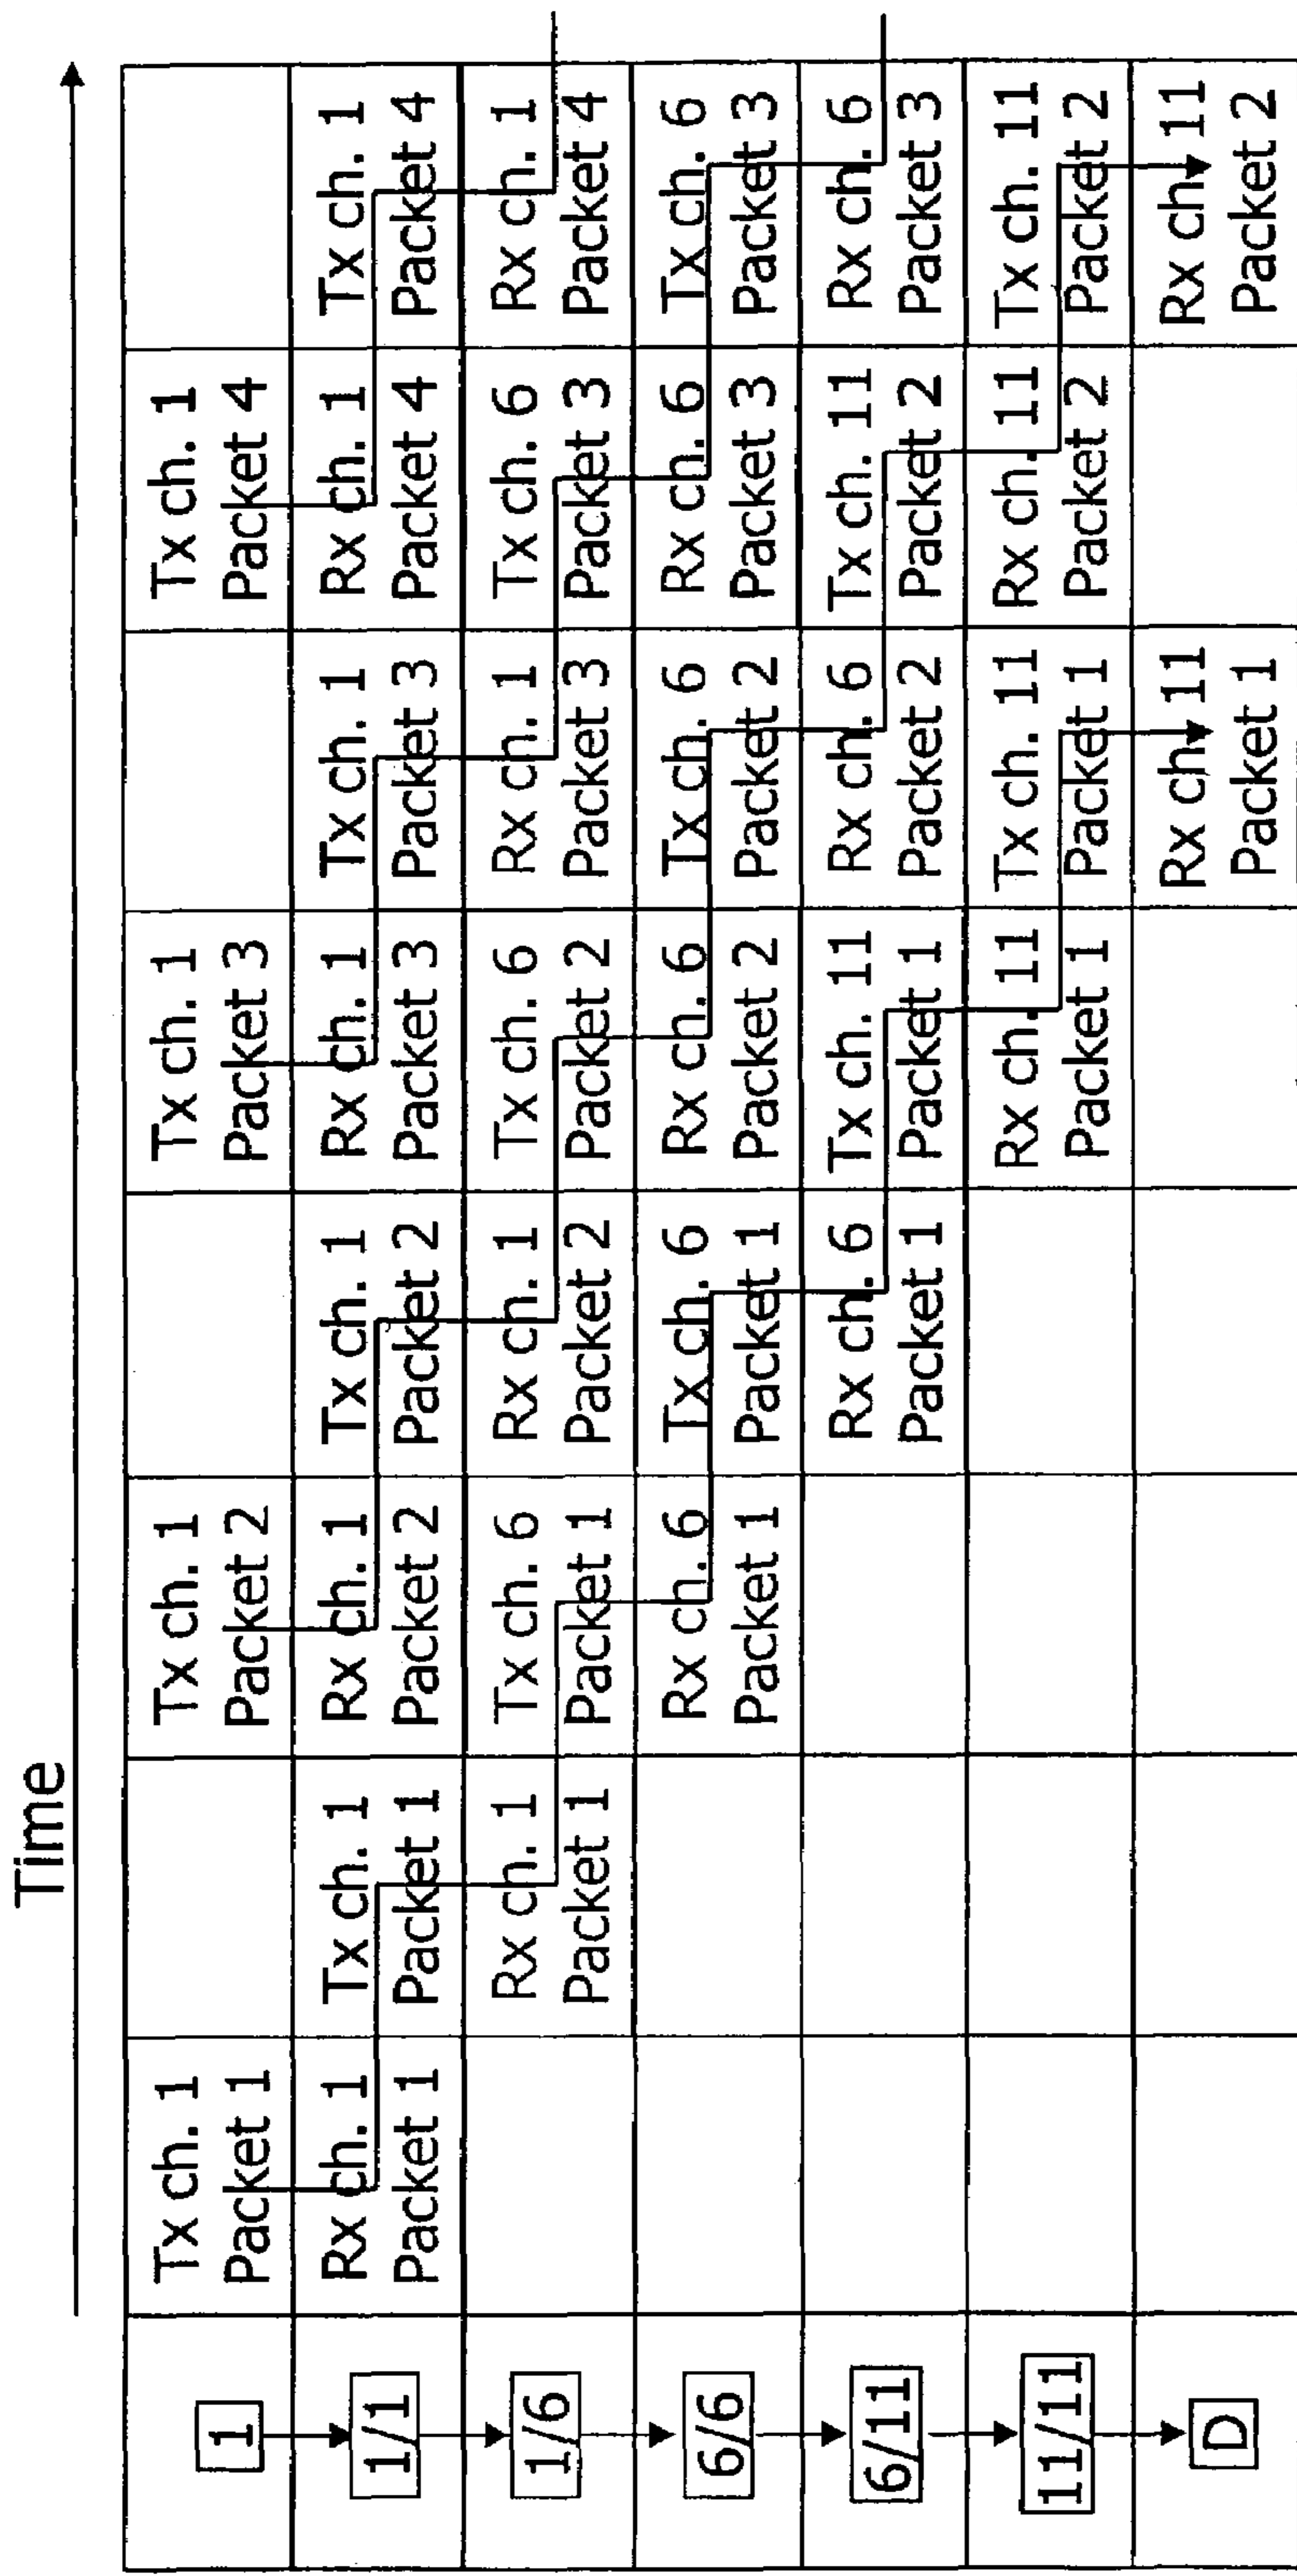 Time
1
Tx ch. 1
Packet 1
Tx ch. 1
Packet 2
Tx ch. 1
Packet 3
Tx ch. 1
Packet 4
1/1
Rx ch. 1
Packet 1
Tx ch. 1
Packet 1
Rx ch. 1
Packet 2
Tx ch. 1
Packet 2
Rx ch. 1
Packet 3
Tx ch. 1
Packet 3
Rx ch. 1
Packet 4
Tx ch. 1
Packet 4
1/6
Rx ch. 1
Packet 1
Tx ch. 6
Packet 1
Rx ch. 1
Packet 2
Tx ch. 6
Packet 2
Rx ch. 1
Packet 3
Tx ch. 6
Packet 3
Rx ch. 1
Packet 4
6/6
Rx ch. 6
Packet 1
Tx ch. 6
Packet 1
Rx ch. 6
Packet 2
Tx ch. 6
Packet 2
Rx ch. 6
Packet 3
Tx ch. 6
Packet 3
6/11
Rx ch. 6
Packet 1
Tx ch. 11
Packet 1
Rx ch. 6
Packet 2
Tx ch. 11
Packet 2
Rx ch. 6
Packet 3
11/11
Rx ch. 11
Packet 1
Tx ch. 11
Packet 1
Rx ch. 11
Packet 2
Tx ch. 11
Packet 2
D
Rx ch. 11
Packet 1
Rx ch. 11
Packet 2